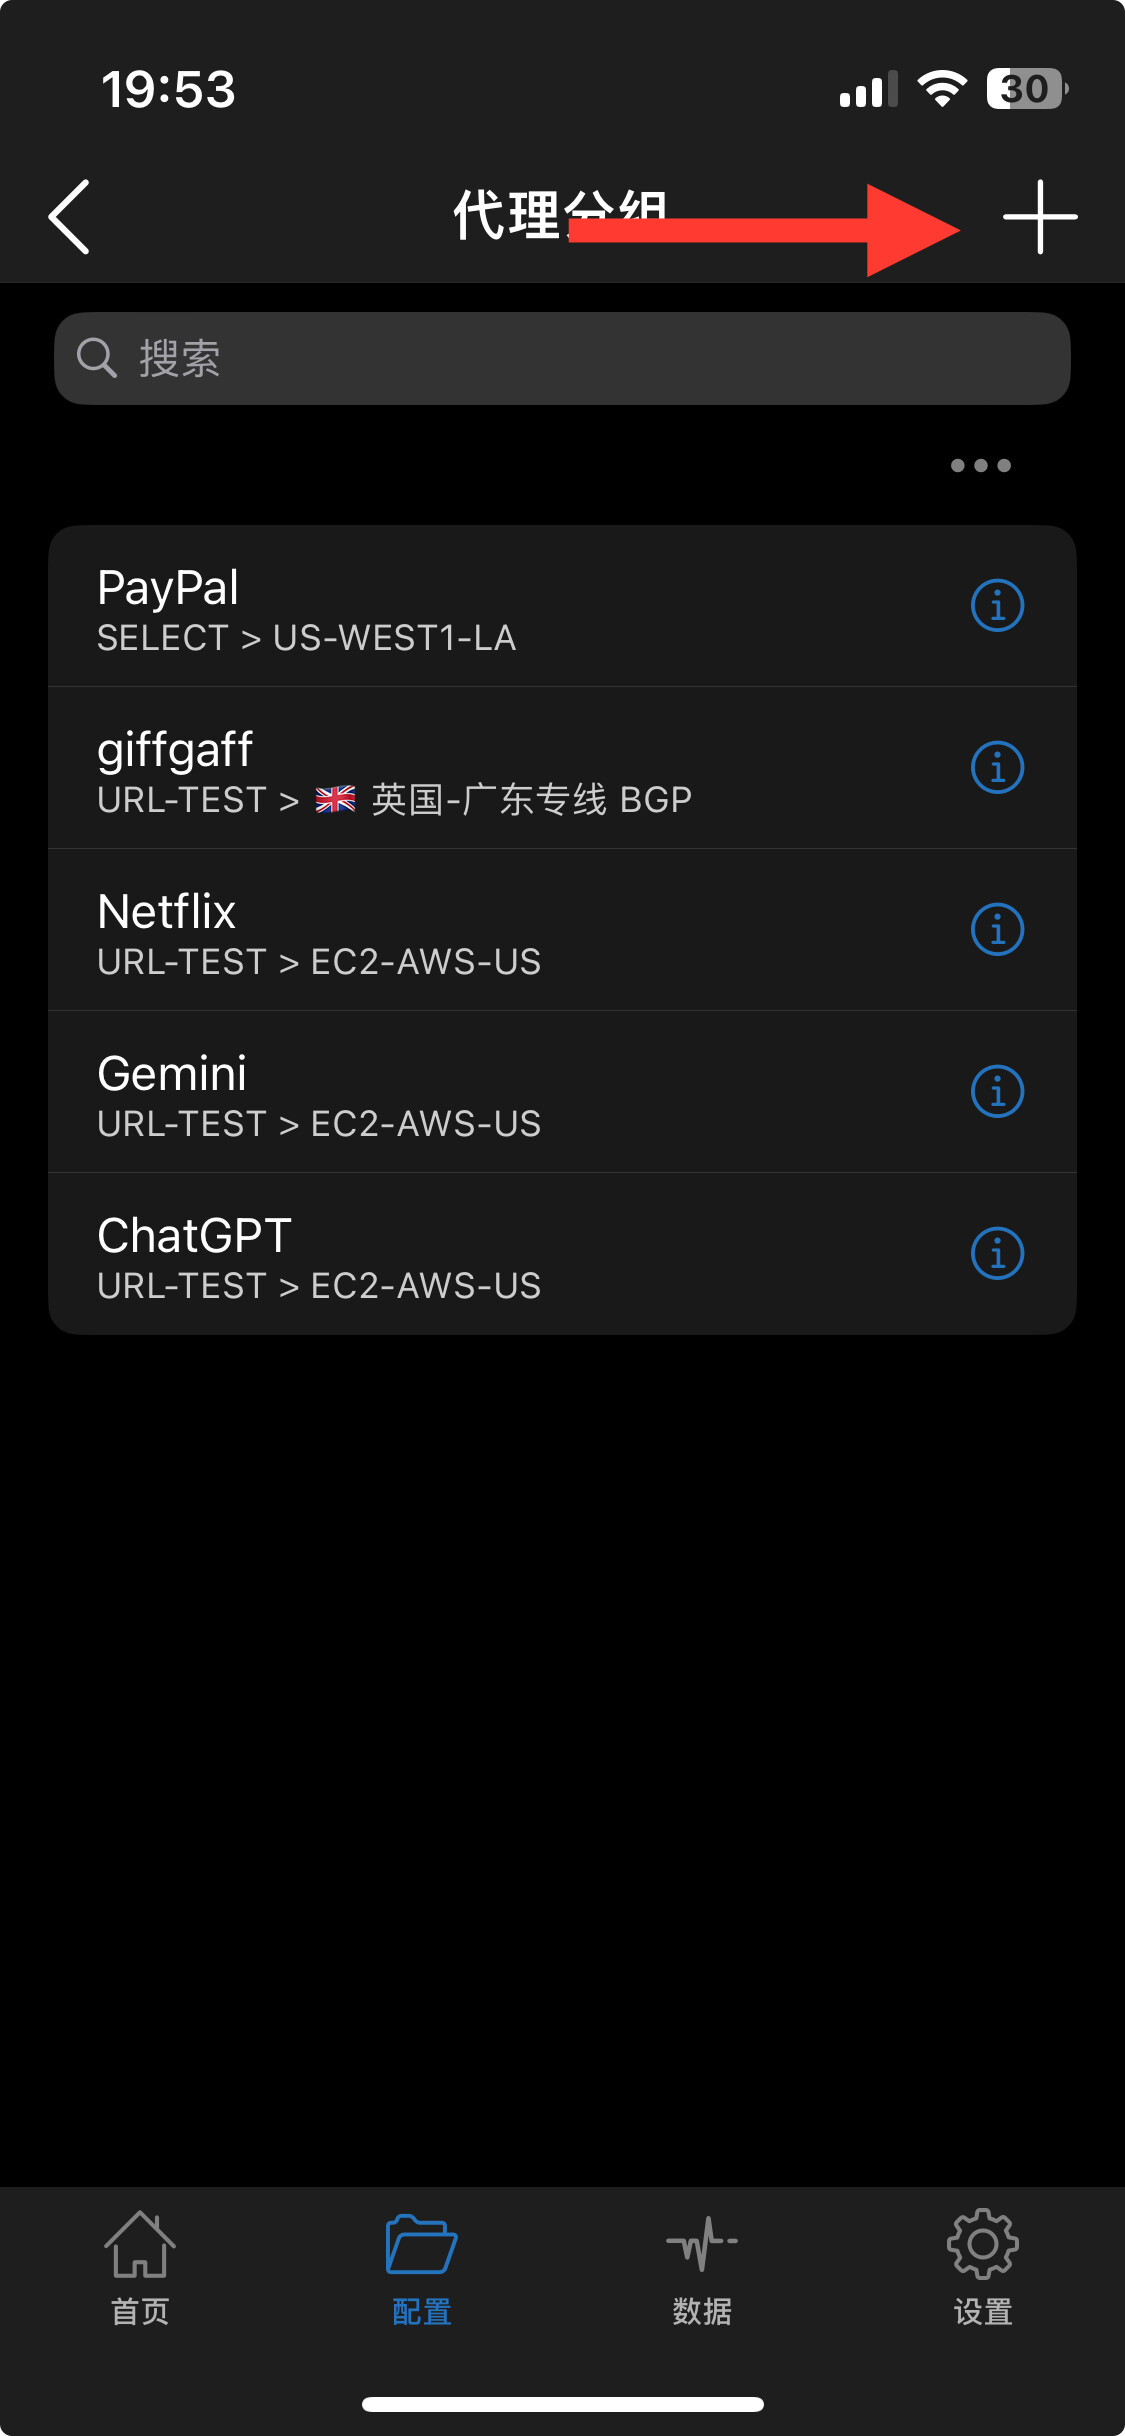 19:53
30
代理分组
搜索
PayPal
SELECT > US-WEST1-LA
giffgaff
URL-TEST > 🇬🇧 英国-广东专线 BGP
Netflix
URL-TEST > EC2-AWS-US
Gemini
URL-TEST > EC2-AWS-US
ChatGPT
URL-TEST > EC2-AWS-US
首页
配置
数据
设置